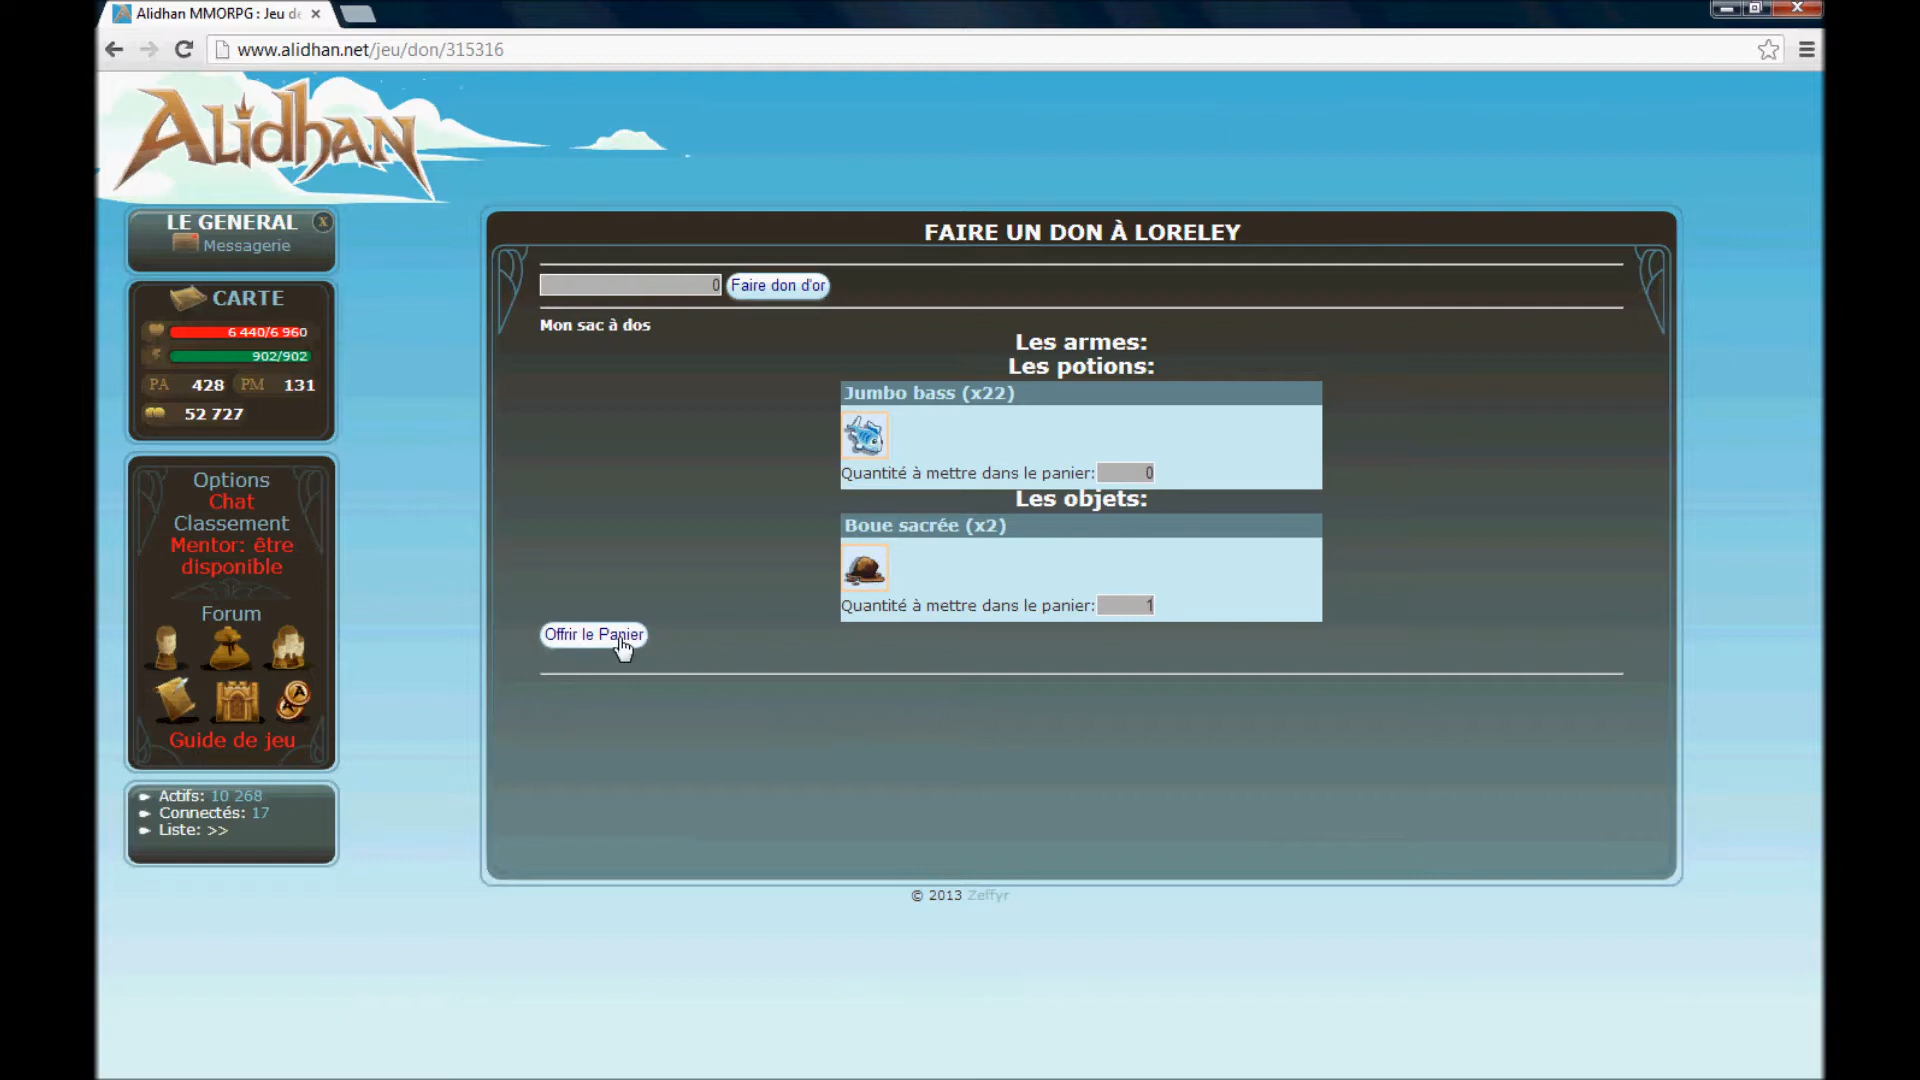 Alidhan MMORPG : Jeu de
www.alidhan.net/jeu/don/315316
ALidhAN
LE GENERAL X
Messagerie
CARTE
6 440/6 960
902/902
PA 428 PM 131
52 727
Options
Chat
Classement
Mentor: être
disponible
Forum
Guide de jeu
Actifs: 10 268
Connectés: 17
Liste: >>
FAIRE UN DON À LORELEY
0 Faire don d'or
Mon sac à dos
Les armes:
Les potions:
Jumbo bass (x22)
Quantité à mettre dans le panier: 0
Les objets:
Boue sacrée (x2)
Quantité à mettre dans le panier: 1
Offrir le Panier
© 2013 Zeffyr